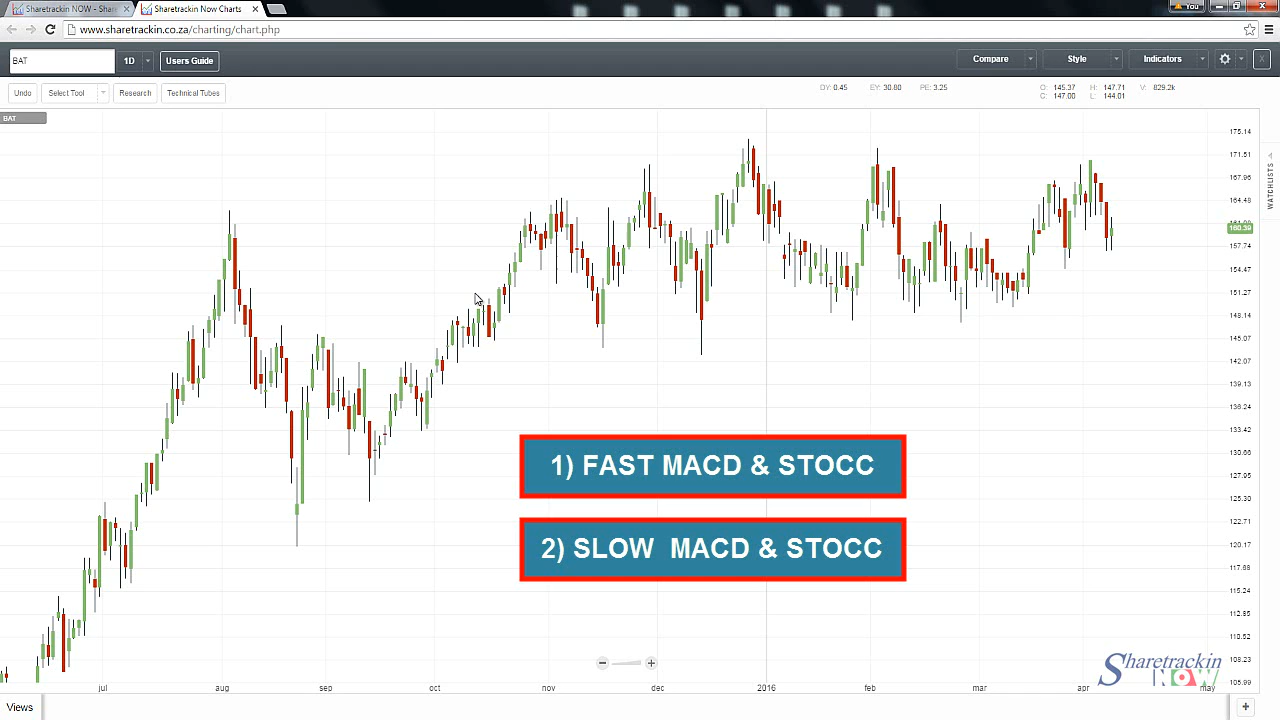 Sharetrackin NOW - Shar
Sharetrackin Now Charts
You
www.sharetrackin.co.za/charting/chart.php
BAT
1D
Users Guide
Compare
Style
Indicators
Undo
Select Tool
Research
Technical Tubes
DY: 0.45
EY: 30.80
PE: 3.25
O: 145.37
H: 147.71
V: 829.2k
C: 147.00
L: 144.01
BAT
WATCHLISTS
175.14
171.51
167.96
164.48
160.39
157.74
154.47
151.27
148.14
145.07
142.07
139.13
136.24
133.42
130.66
127.95
125.30
122.71
120.17
117.68
115.24
112.85
110.52
108.23
105.99
1) FAST MACD & STOCC
2) SLOW MACD & STOCC
Sharetrackin
NOW
jul
aug
sep
oct
nov
dec
2016
feb
mar
apr
may
Views